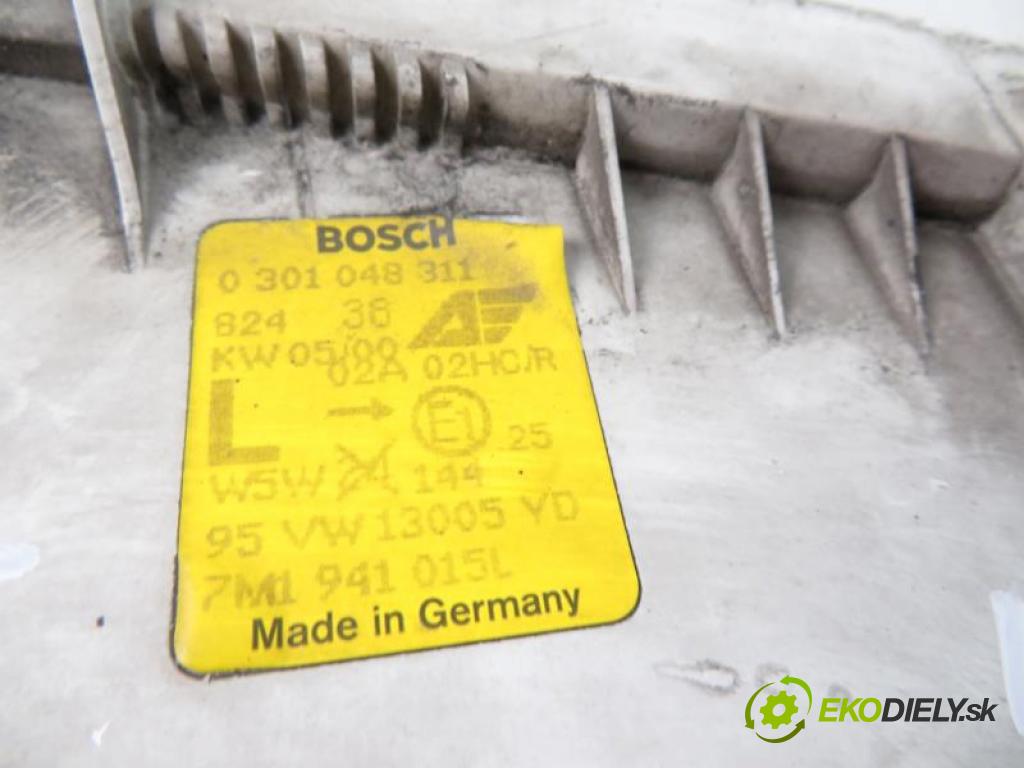 BOSCH
0 301 048 311
824 38
KW 05/00
02A 02HC/R
L → E1 25
W5W 144
95 VW 13005 YD
7M1 941 015L
Made in Germany
EKODIELY.sk